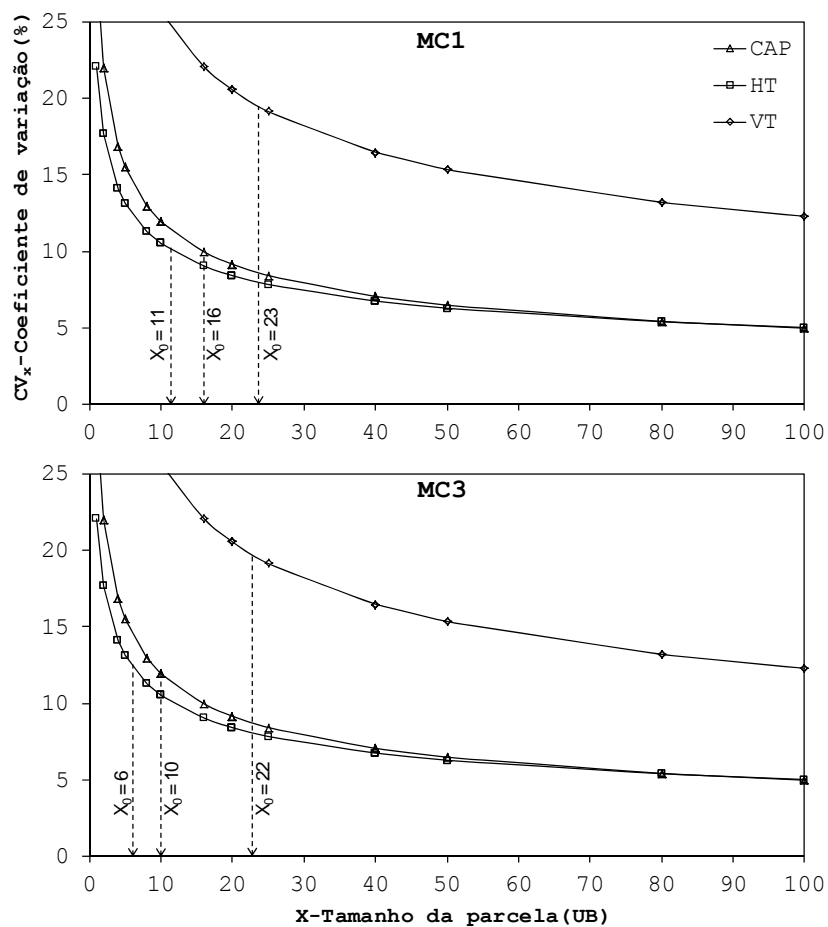 MC1
CAP
HT
VT
CVx-Coeficiente de variação(%)
25
20
15
10
5
0
X0=11
X0=16
X0=23
0 10 20 30 40 50 60 70 80 90 100
MC3
25
20
15
10
5
0
X0=6
X0=10
X0=22
0 10 20 30 40 50 60 70 80 90 100
X-Tamanho da parcela(UB)